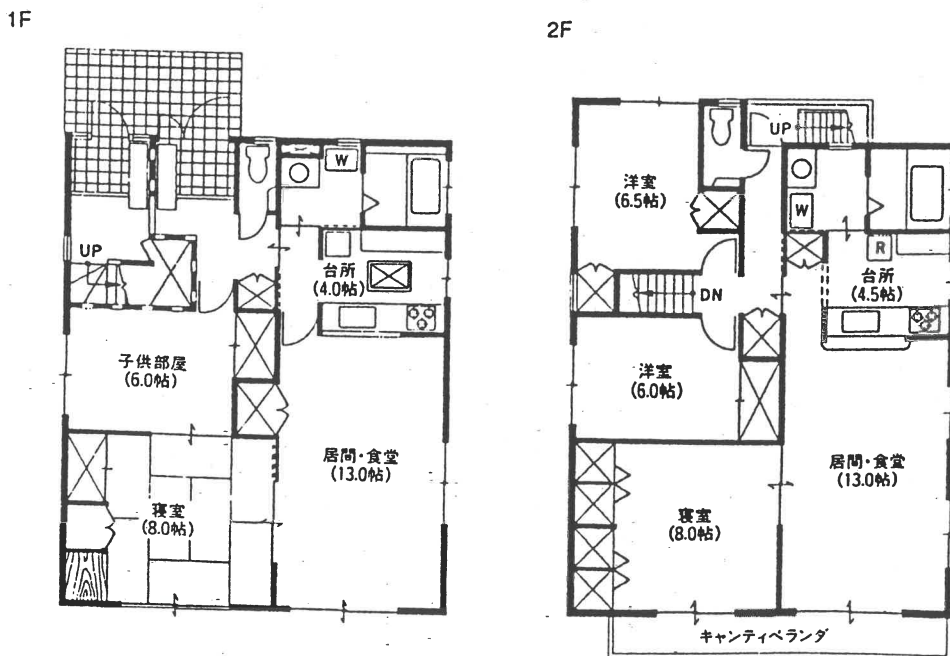 1F
W
UP
台所
(4.0帖)
子供部屋
(6.0帖)
居間・食堂
(13.0帖)
寝室
(8.0帖)
2F
UP
洋室
(6.5帖)
W
R
台所
(4.5帖)
DN
洋室
(6.0帖)
居間・食堂
(13.0帖)
寝室
(8.0帖)
キャンティベランダ